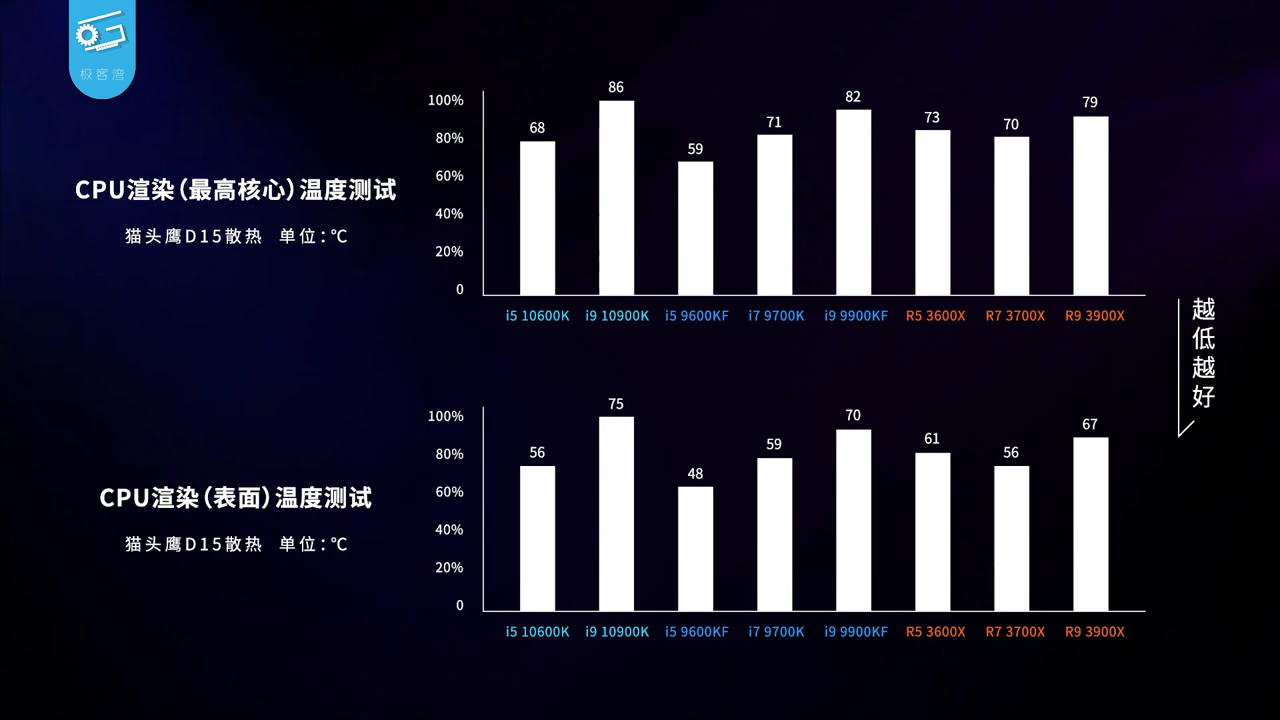 极客湾
CPU渲染（最高核心）温度测试
猫头鹰D15散热 单位：℃
100%
80%
60%
40%
20%
0
68
86
59
71
82
73
70
79
i5 10600K
i9 10900K
i5 9600KF
i7 9700K
i9 9900KF
R5 3600X
R7 3700X
R9 3900X
越低越好
CPU渲染（表面）温度测试
猫头鹰D15散热 单位：℃
100%
80%
60%
40%
20%
0
56
75
48
59
70
61
56
67
i5 10600K
i9 10900K
i5 9600KF
i7 9700K
i9 9900KF
R5 3600X
R7 3700X
R9 3900X